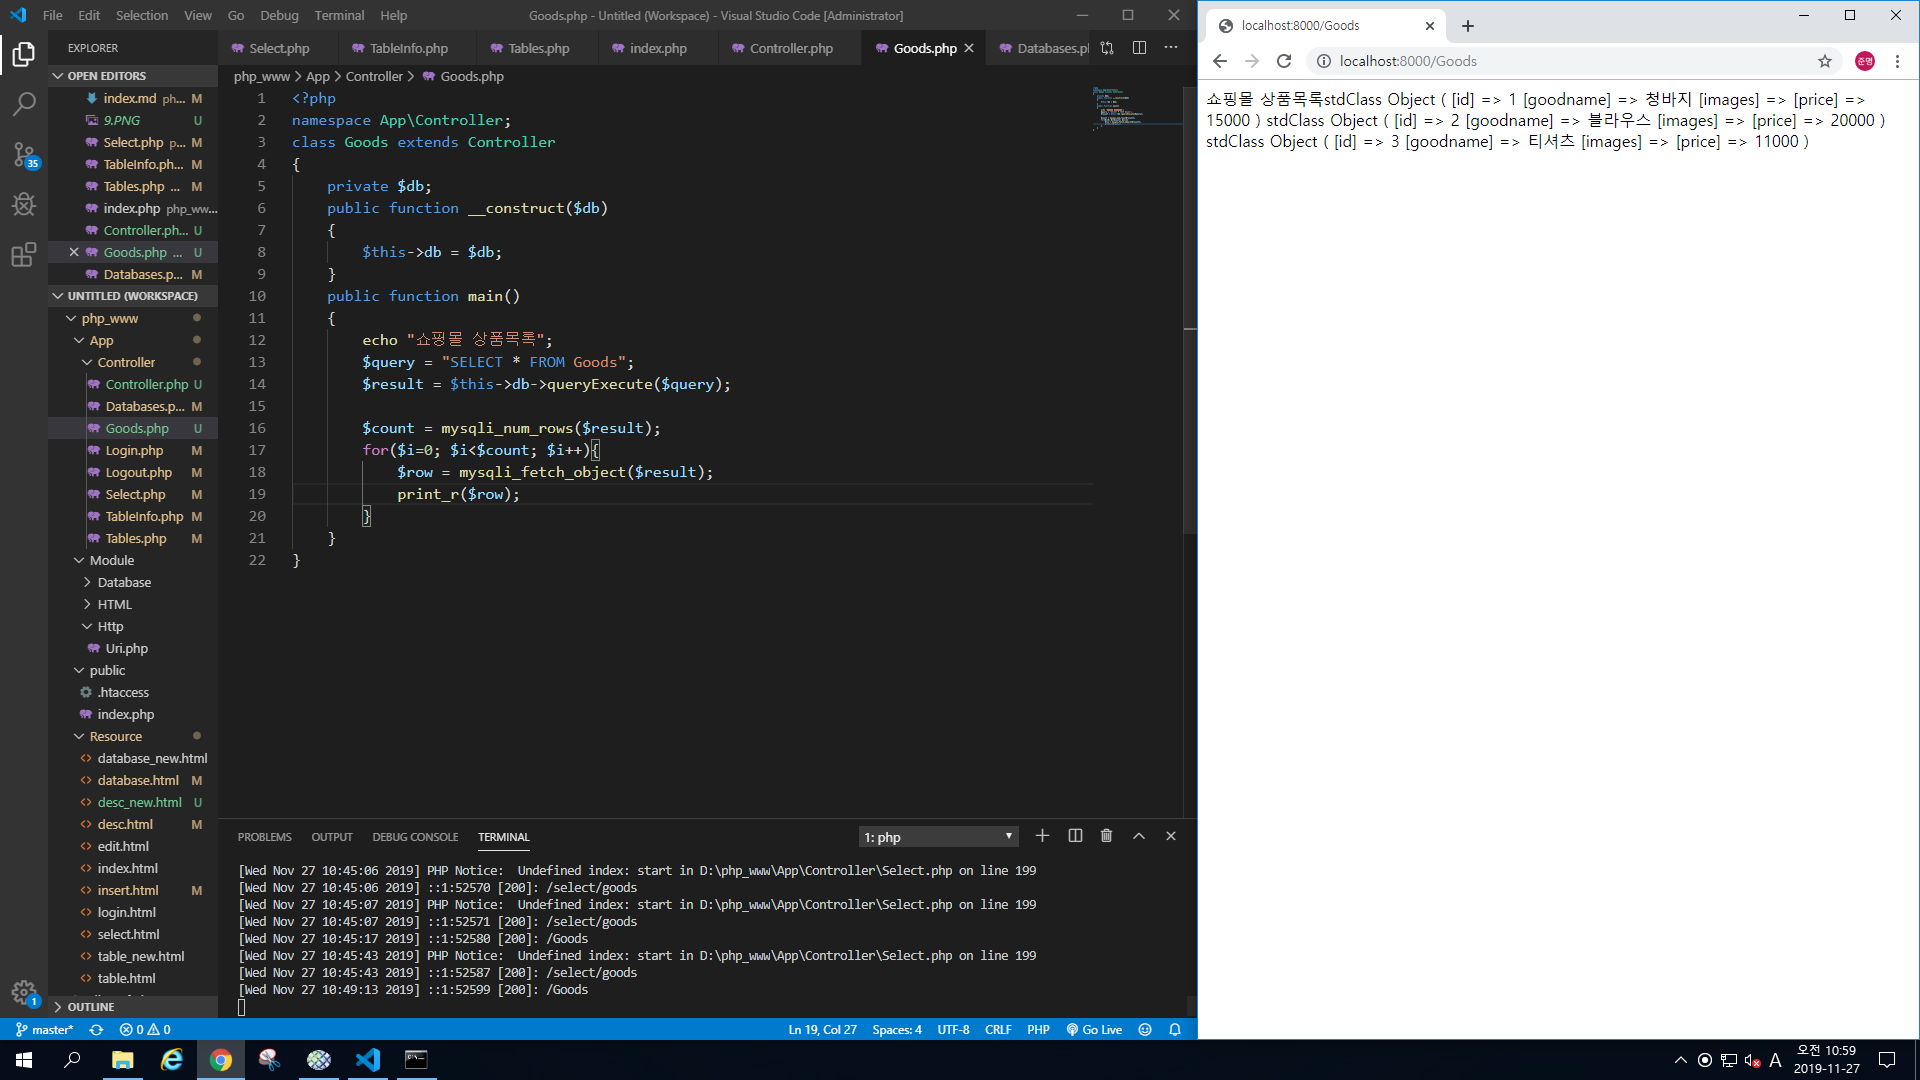 File Edit Selection View Go Debug Terminal Help
Goods.php - Untitled (Workspace) - Visual Studio Code [Administrator]
EXPLORER
OPEN EDITORS
index.md ph... M
9.PNG U
Select.php p... M
TableInfo.ph... M
Tables.php ... M
index.php php_ww...
Controller.ph... U
Goods.php ... U
Databases.p... M
UNTITLED (WORKSPACE)
php_www
App
Controller
Controller.php U
Databases.p... M
Goods.php U
Login.php M
Logout.php M
Select.php M
TableInfo.php M
Tables.php M
Module
Database
HTML
Http
Uri.php
public
.htaccess
index.php
Resource
database_new.html
database.html M
desc_new.html U
desc.html M
edit.html
index.html
insert.html M
login.html
select.html
table_new.html
table.html
OUTLINE
35
1
Select.php TableInfo.php Tables.php index.php Controller.php Goods.php Databases.pl
php_www > App > Controller > Goods.php
1 <?php
2 namespace App\Controller;
3 class Goods extends Controller
4 {
5 private $db;
6 public function __construct($db)
7 {
8 $this->db = $db;
9 }
10 public function main()
11 {
12 echo "쇼핑몰 상품목록";
13 $query = "SELECT * FROM Goods";
14 $result = $this->db->queryExecute($query);
15
16 $count = mysqli_num_rows($result);
17 for($i=0; $i<$count; $i++){
18 $row = mysqli_fetch_object($result);
19 print_r($row);
20 }
21 }
22 }
PROBLEMS OUTPUT DEBUG CONSOLE TERMINAL
1: php
[Wed Nov 27 10:45:06 2019] PHP Notice:  Undefined index: start in D:\php_www\App\Controller\Select.php on line 199
[Wed Nov 27 10:45:06 2019] ::1:52570 [200]: /select/goods
[Wed Nov 27 10:45:07 2019] PHP Notice:  Undefined index: start in D:\php_www\App\Controller\Select.php on line 199
[Wed Nov 27 10:45:07 2019] ::1:52571 [200]: /select/goods
[Wed Nov 27 10:45:17 2019] ::1:52580 [200]: /Goods
[Wed Nov 27 10:45:43 2019] PHP Notice:  Undefined index: start in D:\php_www\App\Controller\Select.php on line 199
[Wed Nov 27 10:45:43 2019] ::1:52587 [200]: /select/goods
[Wed Nov 27 10:49:13 2019] ::1:52599 [200]: /Goods
master* 0 0
Ln 19, Col 27 Spaces: 4 UTF-8 CRLF PHP Go Live
localhost:8000/Goods
localhost:8000/Goods
준명
쇼핑몰 상품목록stdClass Object ( [id] => 1 [goodname] => 청바지 [images] => [price] =>
15000 ) stdClass Object ( [id] => 2 [goodname] => 블라우스 [images] => [price] => 20000 )
stdClass Object ( [id] => 3 [goodname] => 티셔츠 [images] => [price] => 11000 )
A
오전 10:59
2019-11-27